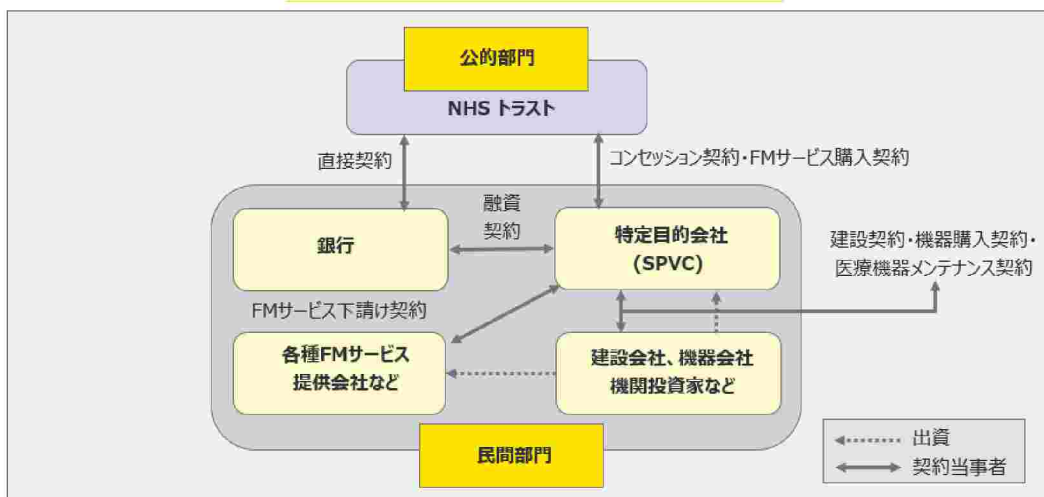 公的部門
NHS トラスト
直接契約
コンセッション契約・FMサービス購入契約
銀行
融資
契約
特定目的会社
(SPVC)
建設契約・機器購入契約・
医療機器メンテナンス契約
FMサービス下請け契約
各種FMサービス
提供会社など
建設会社、機器会社
機関投資家など
民間部門
出資
契約当事者